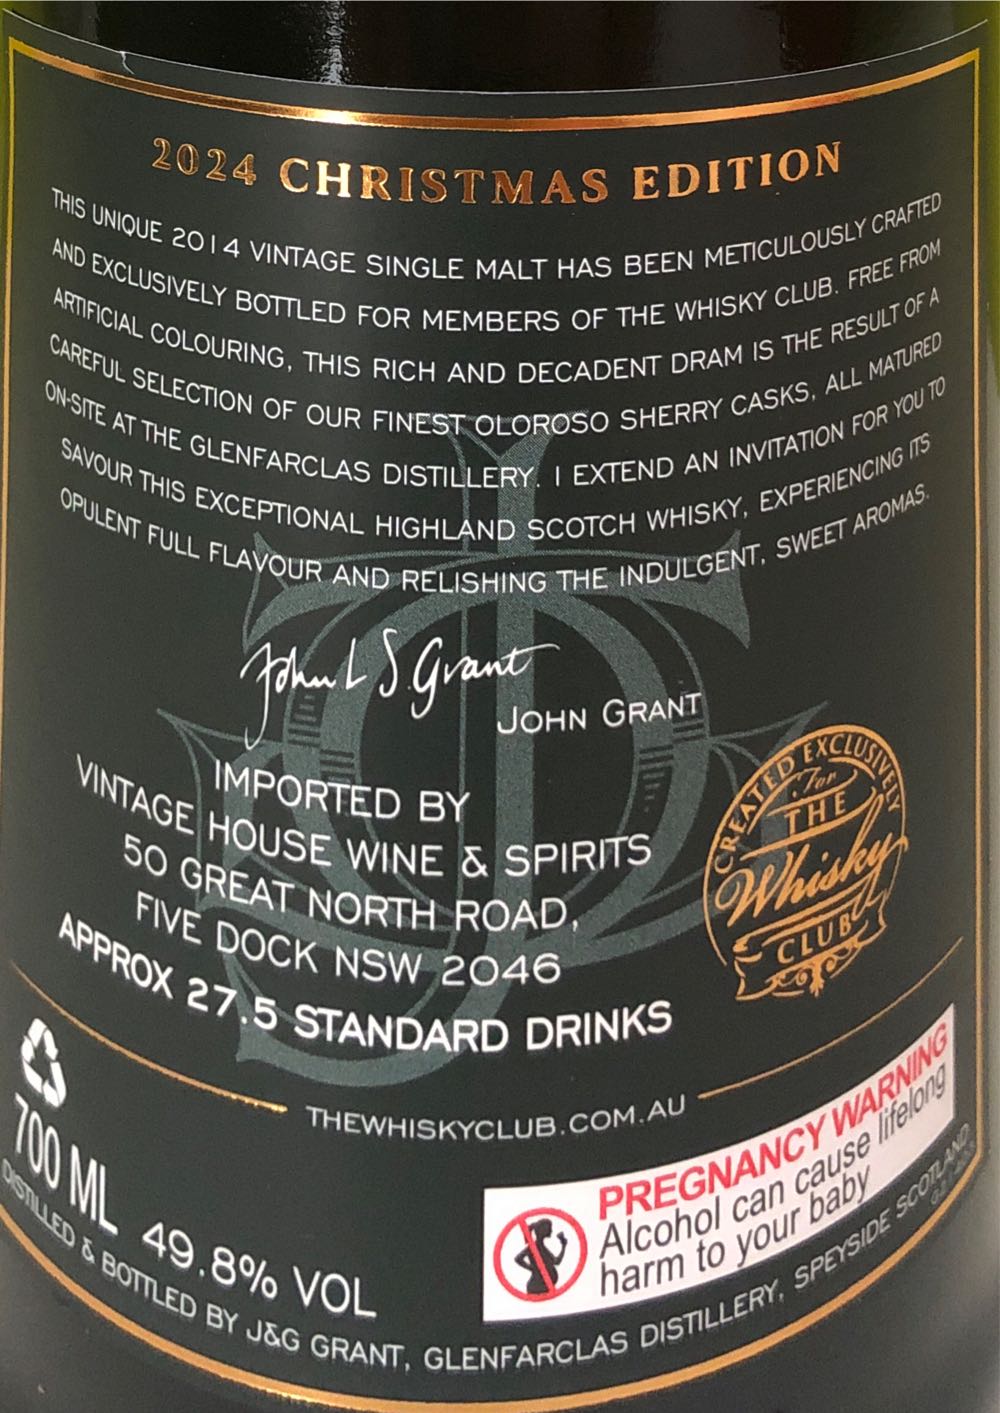 2024 CHRISTMAS EDITION
THIS UNIQUE 2014 VINTAGE SINGLE MALT HAS BEEN METICULOUSLY CRAFTED
AND EXCLUSIVELY BOTTLED FOR MEMBERS OF THE WHISKY CLUB. FREE FROM
ARTIFICIAL COLOURING, THIS RICH AND DECADENT DRAM IS THE RESULT OF A
CAREFUL SELECTION OF OUR FINEST OLOROSO SHERRY CASKS, ALL MATURED
ON-SITE AT THE GLENFARCLAS DISTILLERY. I EXTEND AN INVITATION FOR YOU TO
SAVOUR THIS EXCEPTIONAL HIGHLAND SCOTCH WHISKY, EXPERIENCING ITS
OPULENT FULL FLAVOUR AND RELISHING THE INDULGENT, SWEET AROMAS.
John L S Grant
JOHN GRANT
IMPORTED BY
VINTAGE HOUSE WINE & SPIRITS
50 GREAT NORTH ROAD,
FIVE DOCK NSW 2046
APPROX 27.5 STANDARD DRINKS
CREATED EXCLUSIVELY
For
THE
Whisky
CLUB
THEWHISKYCLUB.COM.AU
700 ML 49.8% VOL
PREGNANCY WARNING
Alcohol can cause lifelong
harm to your baby
DISTILLED & BOTTLED BY J&G GRANT, GLENFARCLAS DISTILLERY, SPEYSIDE SCOTLAND